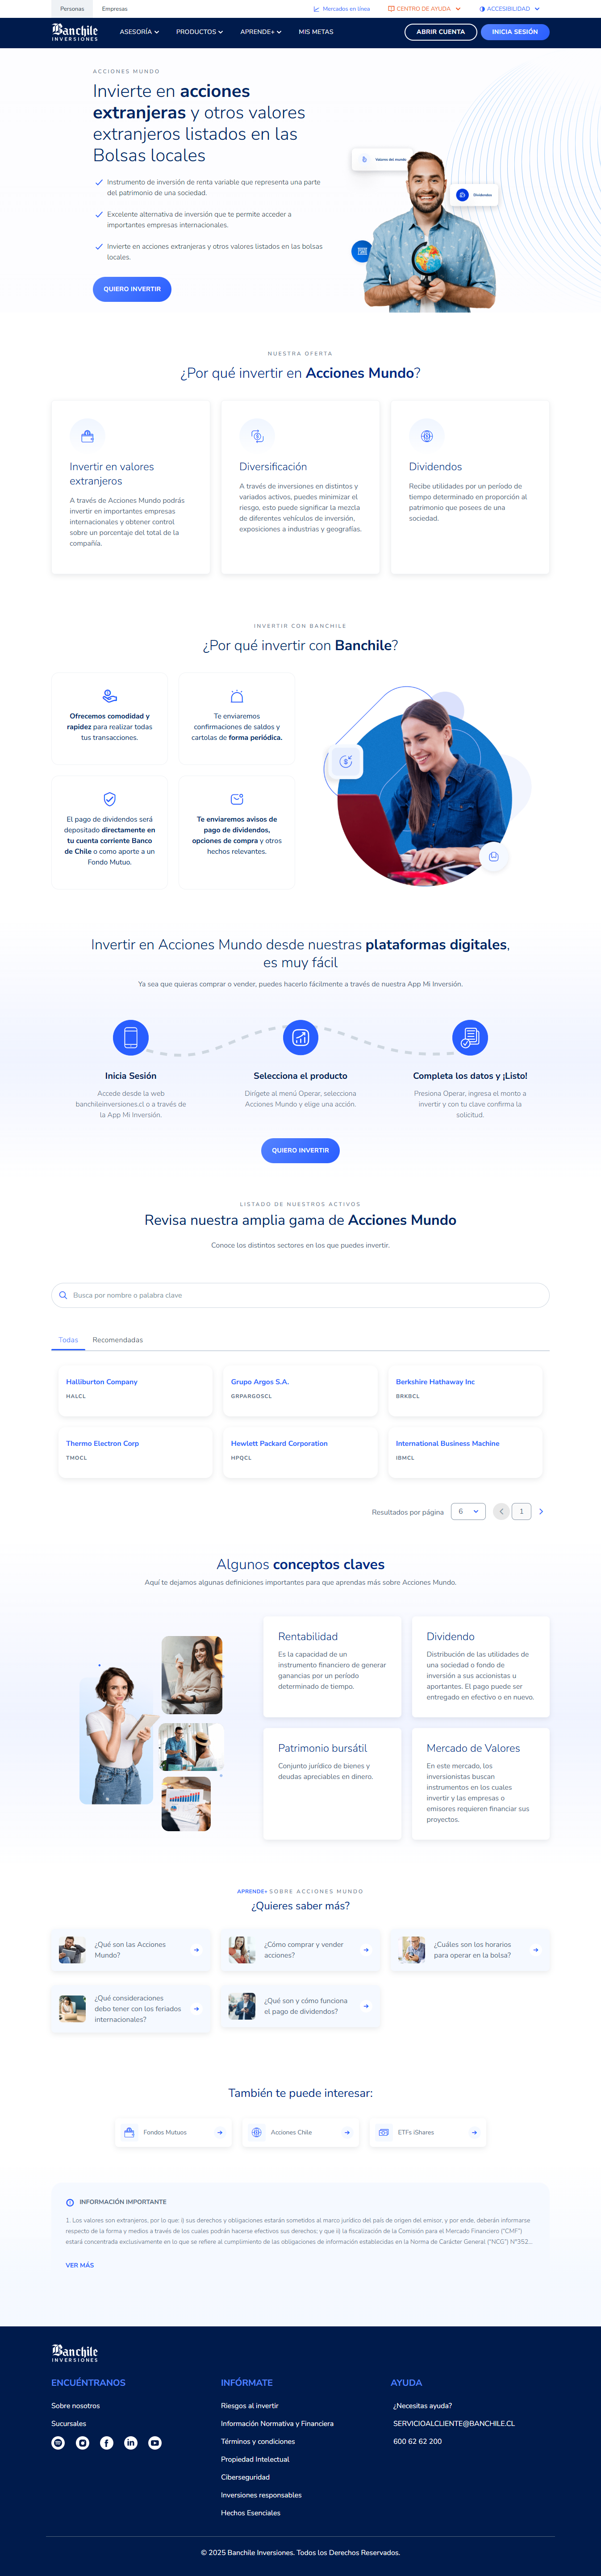 Personas
Empresas
Mercados en línea
CENTRO DE AYUDA
ACCESIBILIDAD
Banchile
INVERSIONES
ASESORÍA
PRODUCTOS
APRENDE+
MIS METAS
ABRIR CUENTA
INICIA SESIÓN
ACCIONES MUNDO
Invierte en acciones
extranjeras y otros valores
extranjeros listados en las
Bolsas locales
Instrumento de inversión de renta variable que representa una parte
del patrimonio de una sociedad.
Excelente alternativa de inversión que te permite acceder a
importantes empresas internacionales.
Invierte en acciones extranjeras y otros valores listados en las bolsas
locales.
QUIERO INVERTIR
Valores del mundo
Dividendos
NUESTRA OFERTA
¿Por qué invertir en Acciones Mundo?
Invertir en valores
extranjeros
A través de Acciones Mundo podrás
invertir en importantes empresas
internacionales y obtener control
sobre un porcentaje del total de la
compañía.
Diversificación
A través de inversiones en distintos y
variados activos, puedes minimizar el
riesgo, esto puede significar la mezcla
de diferentes vehículos de inversión,
exposiciones a industrias y geografías.
Dividendos
Recibe utilidades por un período de
tiempo determinado en proporción al
patrimonio que posees de una
sociedad.
INVERTIR CON BANCHILE
¿Por qué invertir con Banchile?
Ofrecemos comodidad y
rapidez para realizar todas
tus transacciones.
Te enviaremos
confirmaciones de saldos y
cartolas de forma periódica.
El pago de dividendos será
depositado directamente en
tu cuenta corriente Banco
de Chile o como aporte a un
Fondo Mutuo.
Te enviaremos avisos de
pago de dividendos,
opciones de compra y otros
hechos relevantes.
Invertir en Acciones Mundo desde nuestras plataformas digitales,
es muy fácil
Ya sea que quieras comprar o vender, puedes hacerlo fácilmente a través de nuestra App Mi Inversión.
Inicia Sesión
Accede desde la web
banchileinversiones.cl o a través de
la App Mi Inversión.
Selecciona el producto
Dirígete al menú Operar, selecciona
Acciones Mundo y elige una acción.
Completa los datos y ¡Listo!
Presiona Operar, ingresa el monto a
invertir y con tu clave confirma la
solicitud.
QUIERO INVERTIR
LISTADO DE NUESTROS ACTIVOS
Revisa nuestra amplia gama de Acciones Mundo
Conoce los distintos sectores en los que puedes invertir.
Busca por nombre o palabra clave
Todas
Recomendadas
Halliburton Company
HALCL
Grupo Argos S.A.
GRPARGOSCL
Berkshire Hathaway Inc
BRKBCL
Thermo Electron Corp
TMOCL
Hewlett Packard Corporation
HPQCL
International Business Machine
IBMCL
Resultados por página
6
1
Algunos conceptos claves
Aquí te dejamos algunas definiciones importantes para que aprendas más sobre Acciones Mundo.
Rentabilidad
Es la capacidad de un
instrumento financiero de generar
ganancias por un período
determinado de tiempo.
Dividendo
Distribución de las utilidades de
una sociedad o fondo de
inversión a sus accionistas u
aportantes. El pago puede ser
entregado en efectivo o en nuevo.
Patrimonio bursátil
Conjunto jurídico de bienes y
deudas apreciables en dinero.
Mercado de Valores
En este mercado, los
inversionistas buscan
instrumentos en los cuales
invertir y las empresas o
emisores requieren financiar sus
proyectos.
APRENDE+ SOBRE ACCIONES MUNDO
¿Quieres saber más?
¿Qué son las Acciones
Mundo?
¿Cómo comprar y vender
acciones?
¿Cuáles son los horarios
para operar en la bolsa?
¿Qué consideraciones
debo tener con los feriados
internacionales?
¿Qué son y cómo funciona
el pago de dividendos?
También te puede interesar:
Fondos Mutuos
Acciones Chile
ETFs iShares
INFORMACIÓN IMPORTANTE
1. Los valores son extranjeros, por lo que: i) sus derechos y obligaciones estarán sometidos al marco jurídico del país de origen del emisor, y por ende, deberán informarse
respecto de la forma y medios a través de los cuales podrán hacerse efectivos sus derechos; y que ii) la fiscalización de la Comisión para el Mercado Financiero ("CMF")
estará concentrada exclusivamente en lo que se refiere al cumplimiento de las obligaciones de información establecidas en la Norma de Carácter General ("NCG") N°352...
VER MÁS
Banchile
INVERSIONES
ENCUÉNTRANOS
Sobre nosotros
Sucursales
INFÓRMATE
Riesgos al invertir
Información Normativa y Financiera
Términos y condiciones
Propiedad Intelectual
Ciberseguridad
Inversiones responsables
Hechos Esenciales
AYUDA
¿Necesitas ayuda?
SERVICIOALCLIENTE@BANCHILE.CL
600 62 62 200
© 2025 Banchile Inversiones. Todos los Derechos Reservados.